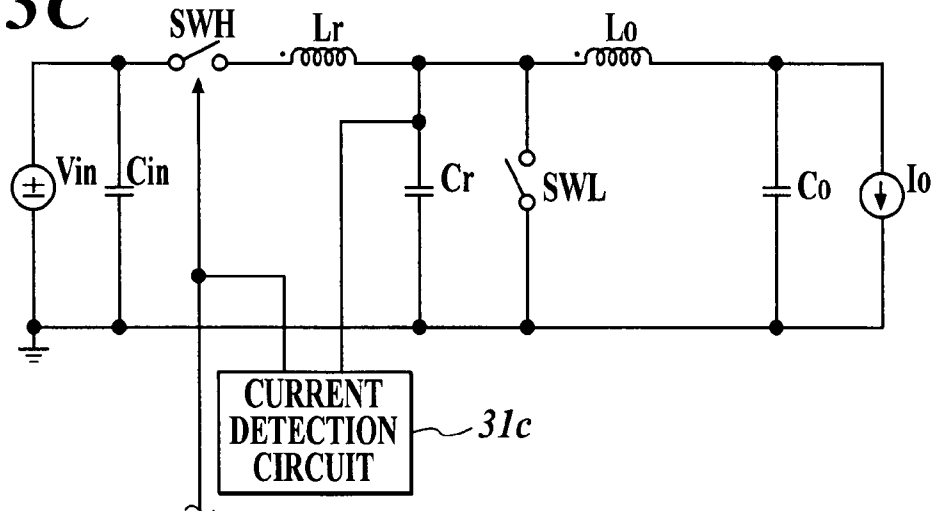 3C
SWH
Lr
Lo
Vin
Cin
Cr
SWL
Co
Io
CURRENT
DETECTION
CIRCUIT
31c